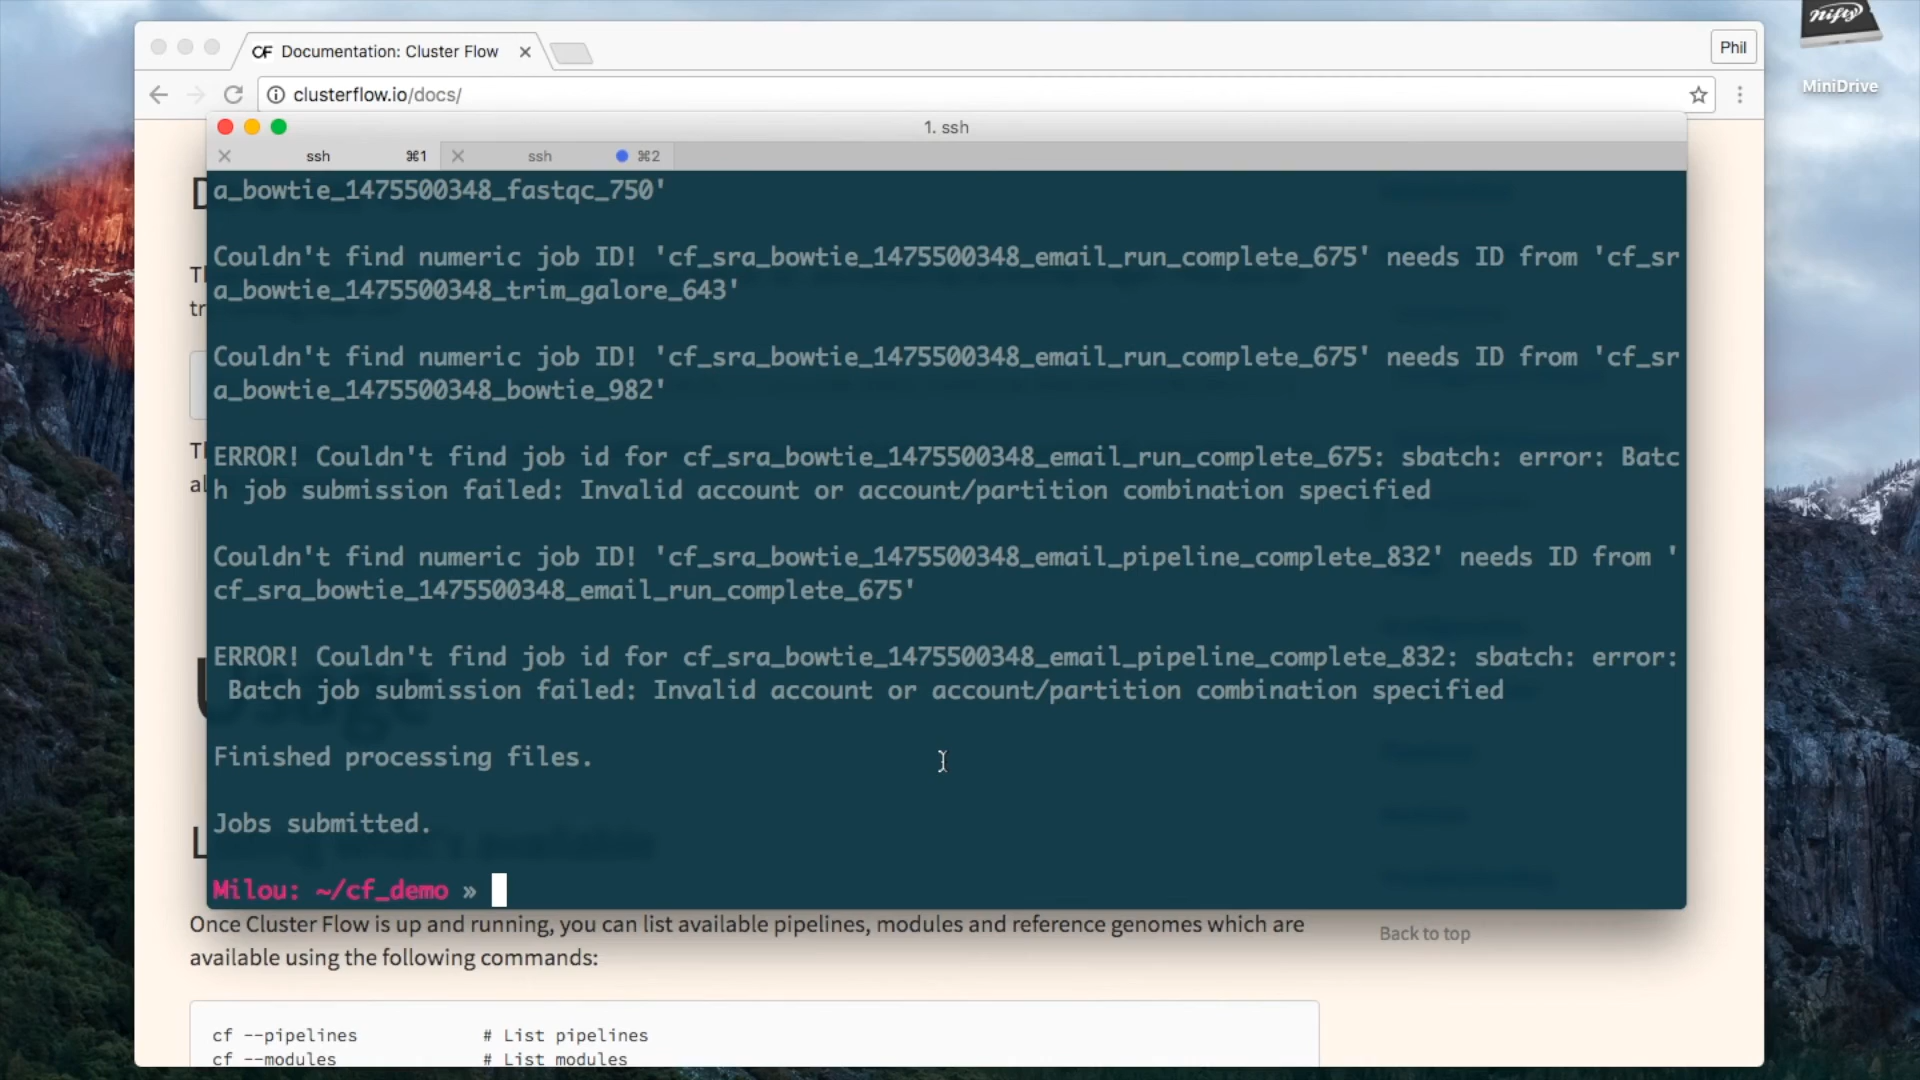 nifty
MiniDrive
CF Documentation: Cluster Flow
Phil
clusterflow.io/docs/
1. ssh
ssh ⌘1 ssh ⌘2
a_bowtie_1475500348_fastqc_750'
Couldn't find numeric job ID! 'cf_sra_bowtie_1475500348_email_run_complete_675' needs ID from 'cf_sr
a_bowtie_1475500348_trim_galore_643'
Couldn't find numeric job ID! 'cf_sra_bowtie_1475500348_email_run_complete_675' needs ID from 'cf_sr
a_bowtie_1475500348_bowtie_982'
ERROR! Couldn't find job id for cf_sra_bowtie_1475500348_email_run_complete_675: sbatch: error: Batc
h job submission failed: Invalid account or account/partition combination specified
Couldn't find numeric job ID! 'cf_sra_bowtie_1475500348_email_pipeline_complete_832' needs ID from '
cf_sra_bowtie_1475500348_email_run_complete_675'
ERROR! Couldn't find job id for cf_sra_bowtie_1475500348_email_pipeline_complete_832: sbatch: error:
Batch job submission failed: Invalid account or account/partition combination specified
Finished processing files.
Jobs submitted.
Milou: ~/cf_demo »
Once Cluster Flow is up and running, you can list available pipelines, modules and reference genomes which are
available using the following commands:
Back to top
cf --pipelines # List pipelines
cf --modules # List modules